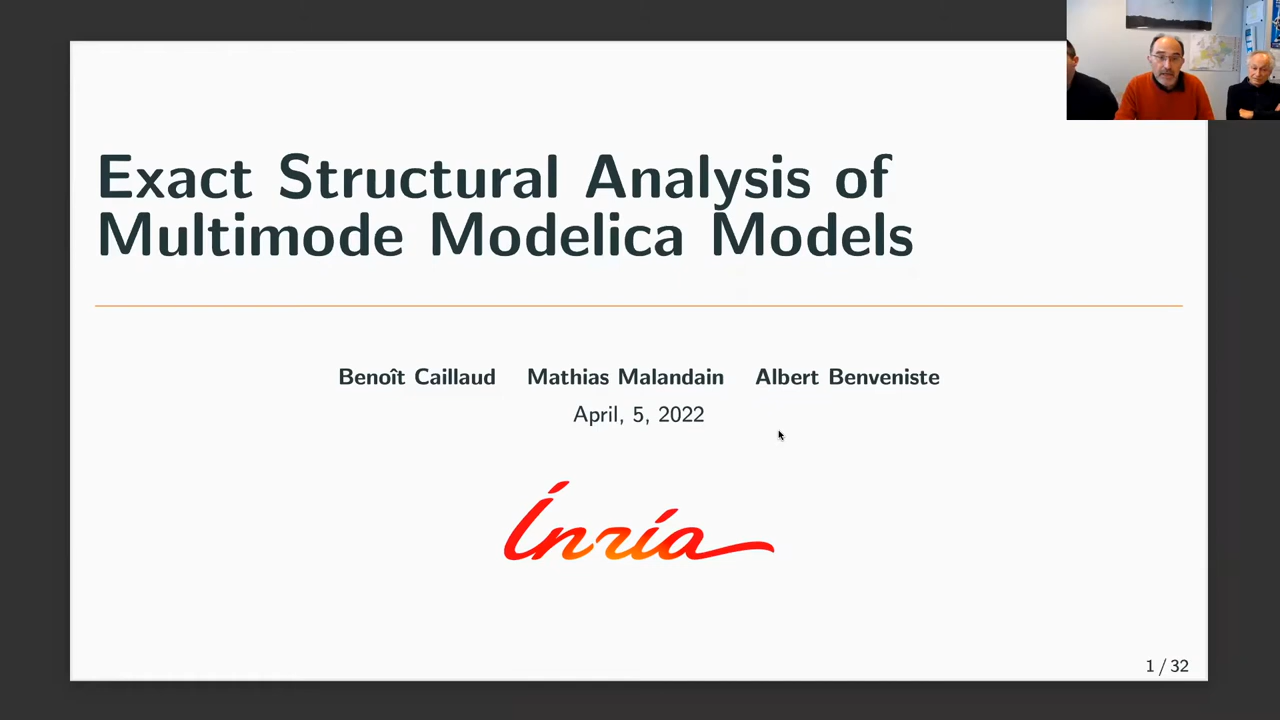 Exact Structural Analysis of
Multimode Modelica Models
Benoît Caillaud Mathias Malandain Albert Benveniste
April, 5, 2022
Inria
1 / 32